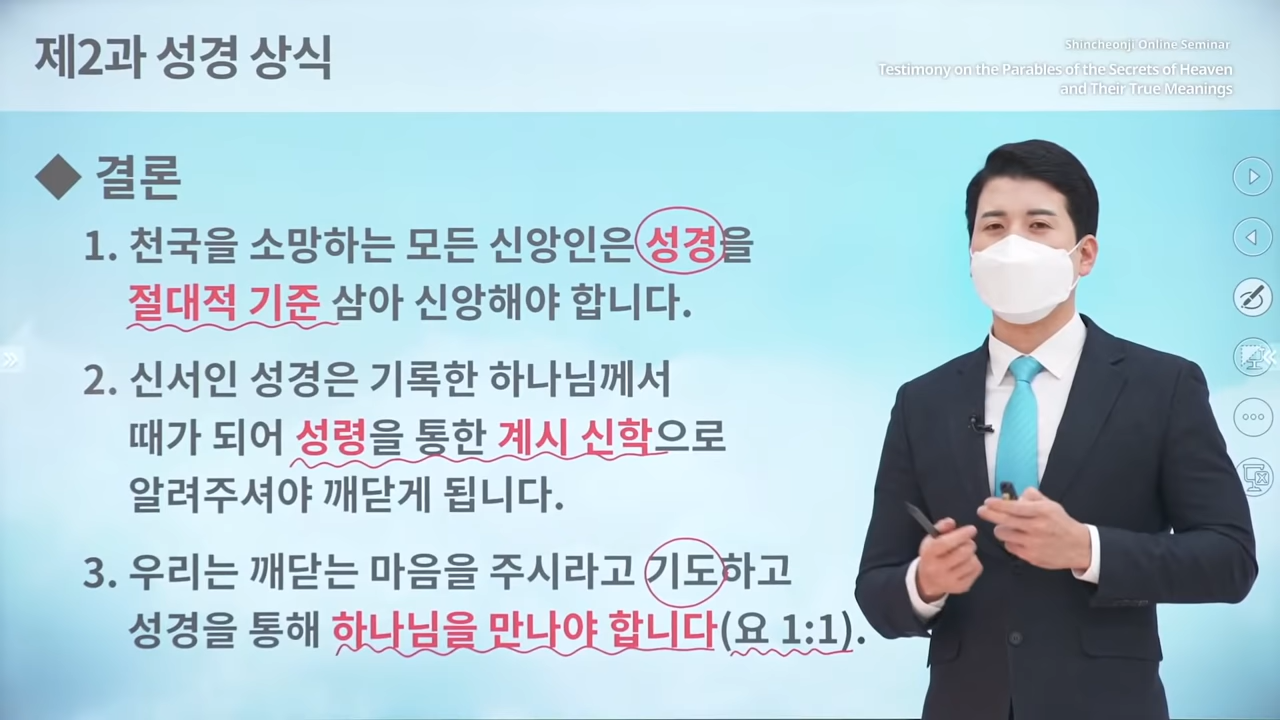 제2과 성경 상식
Shincheonji Online Seminar
Testimony on the Parables of the Secrets of Heaven
and Their True Meanings
◆ 결론
1. 천국을 소망하는 모든 신앙인은 성경을
절대적 기준 삼아 신앙해야 합니다.
2. 신서인 성경은 기록한 하나님께서
때가 되어 성령을 통한 계시 신학으로
알려주셔야 깨닫게 됩니다.
3. 우리는 깨닫는 마음을 주시라고 기도하고
성경을 통해 하나님을 만나야 합니다(요 1:1).